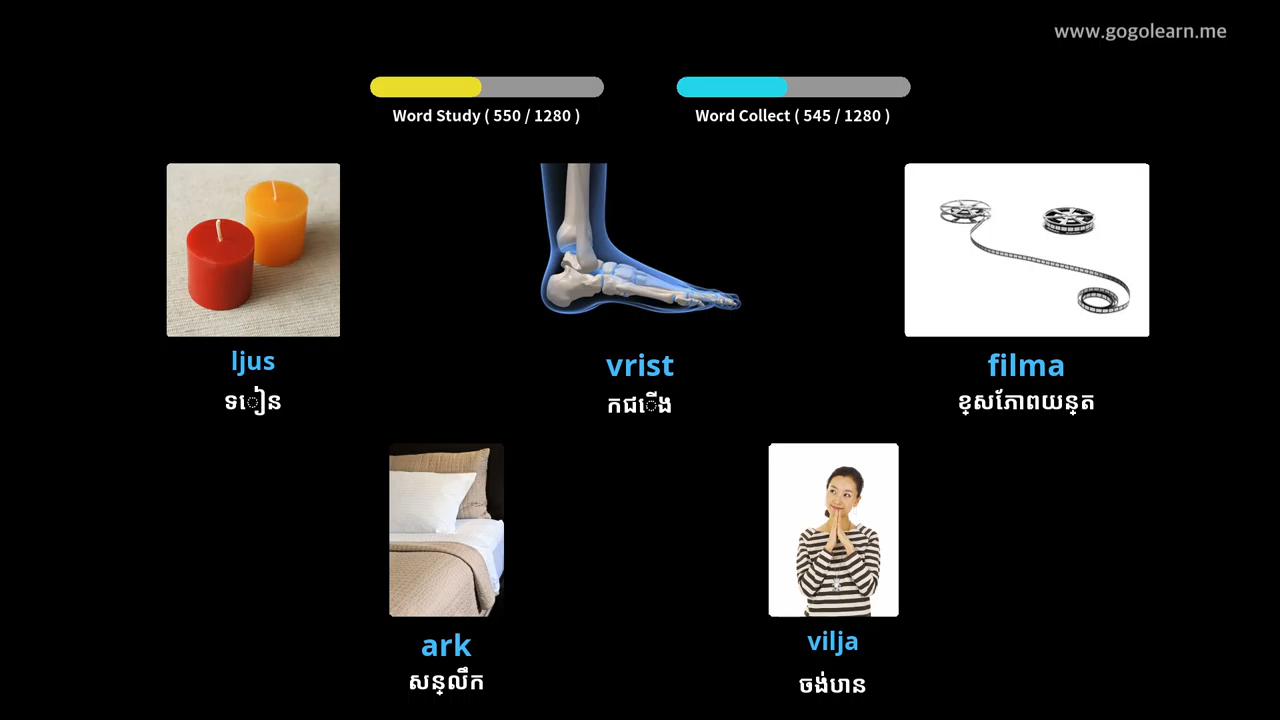 www.gogolearn.me
Word Study ( 550 / 1280 )
Word Collect ( 545 / 1280 )
ljus
ទៀន
vrist
កជើង
filma
ខ្សែភាពយន្ត
ark
សន្លឹក
vilja
ចង់បាន